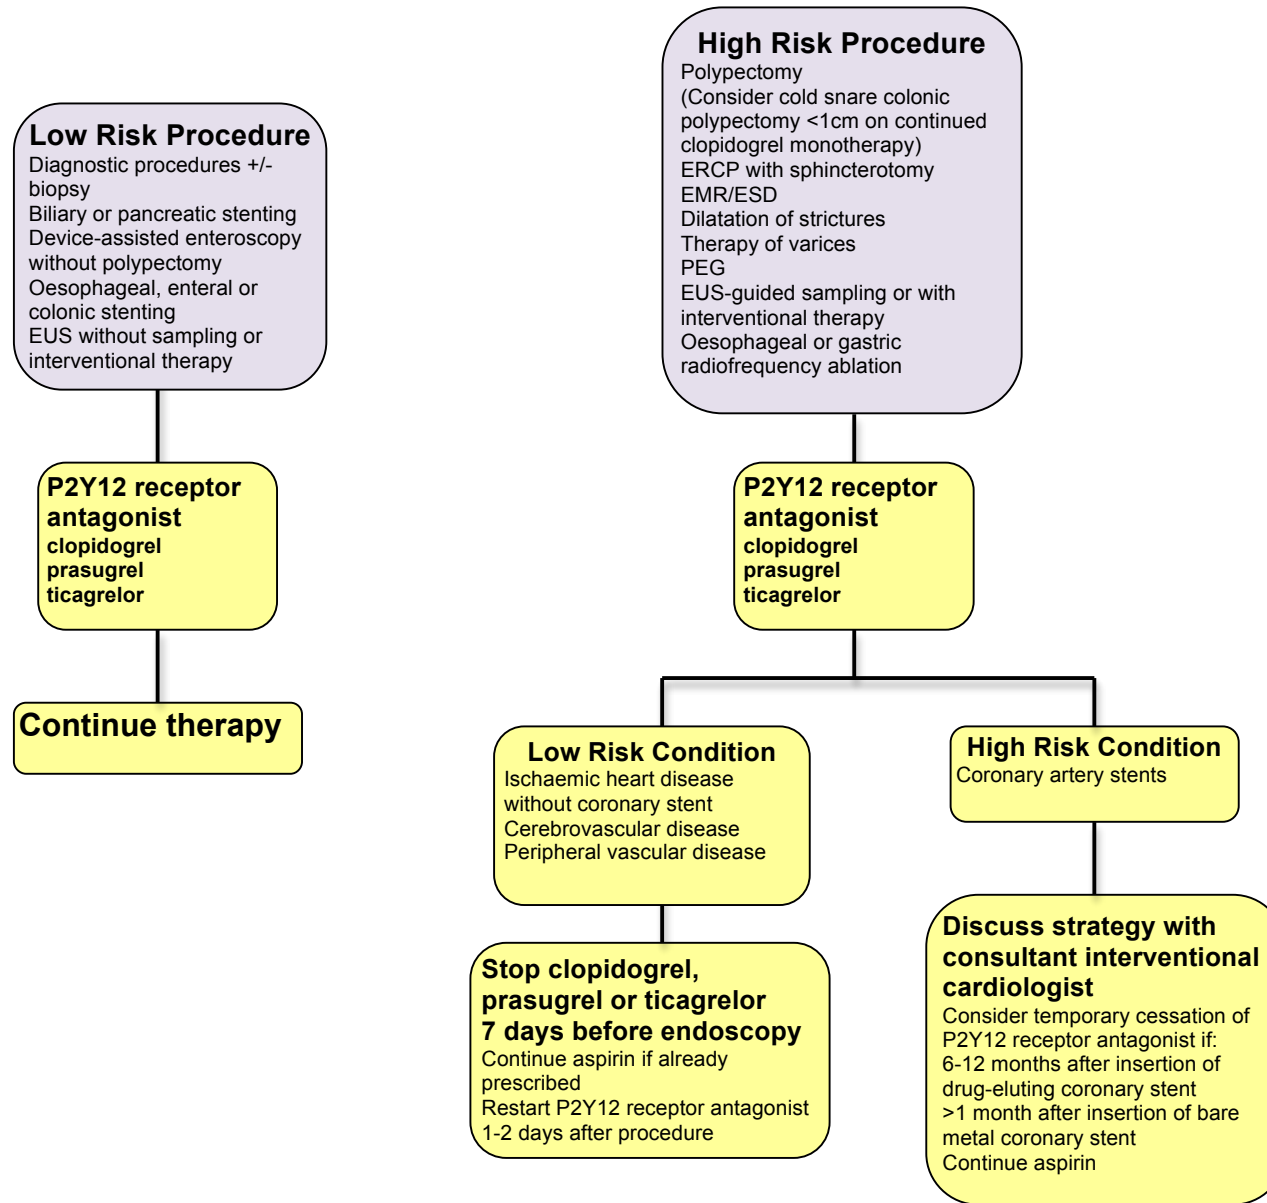 Low Risk Procedure
Diagnostic procedures +/-
biopsy
Biliary or pancreatic stenting
Device-assisted enteroscopy
without polypectomy
Oesophageal, enteral or
colonic stenting
EUS without sampling or
interventional therapy
P2Y12 receptor
antagonist
clopidogrel
prasugrel
ticagrelor
Continue therapy
High Risk Procedure
Polypectomy
(Consider cold snare colonic
polypectomy <1cm on continued
clopidogrel monotherapy)
ERCP with sphincterotomy
EMR/ESD
Dilatation of strictures
Therapy of varices
PEG
EUS-guided sampling or with
interventional therapy
Oesophageal or gastric
radiofrequency ablation
P2Y12 receptor
antagonist
clopidogrel
prasugrel
ticagrelor
Low Risk Condition
Ischaemic heart disease
without coronary stent
Cerebrovascular disease
Peripheral vascular disease
Stop clopidogrel,
prasugrel or ticagrelor
7 days before endoscopy
Continue aspirin if already
prescribed
Restart P2Y12 receptor antagonist
1-2 days after procedure
High Risk Condition
Coronary artery stents
Discuss strategy with
consultant interventional
cardiologist
Consider temporary cessation of
P2Y12 receptor antagonist if:
6-12 months after insertion of
drug-eluting coronary stent
>1 month after insertion of bare
metal coronary stent
Continue aspirin